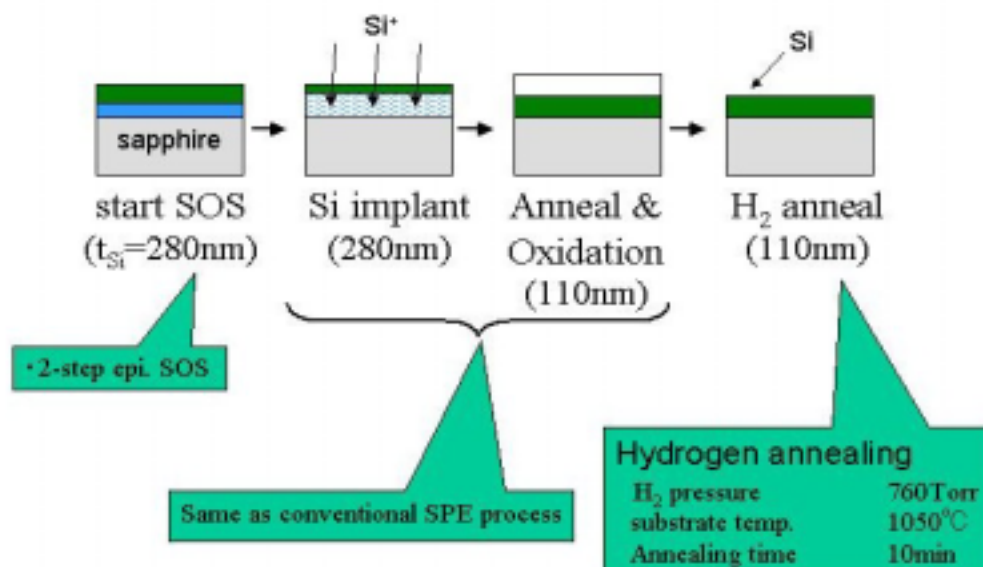 Si⁺
Si
sapphire
start SOS
(t_Si=280nm)
Si implant
(280nm)
Anneal &
Oxidation
(110nm)
H₂ anneal
(110nm)
・2-step epi. SOS
Same as conventional SPE process
Hydrogen annealing
H₂ pressure 760Torr
substrate temp. 1050℃
Annealing time 10min